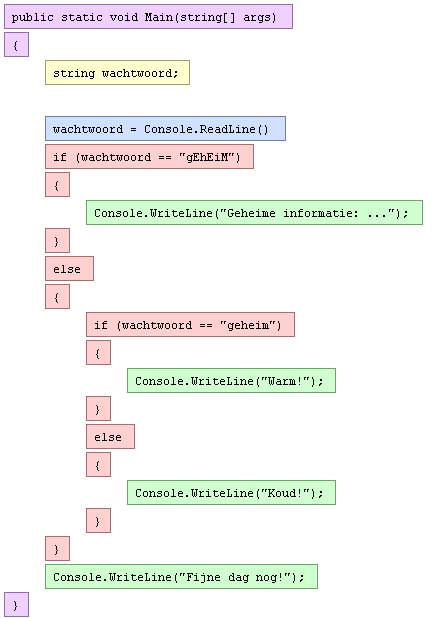 public static void Main(string[] args)
{
string wachtwoord;
wachtwoord = Console.ReadLine()
if (wachtwoord == "gEhEiM")
{
Console.WriteLine("Geheime informatie: ...");
}
else
{
if (wachtwoord == "geheim")
{
Console.WriteLine("Warm!");
}
else
{
Console.WriteLine("Koud!");
}
}
Console.WriteLine("Fijne dag nog!");
}